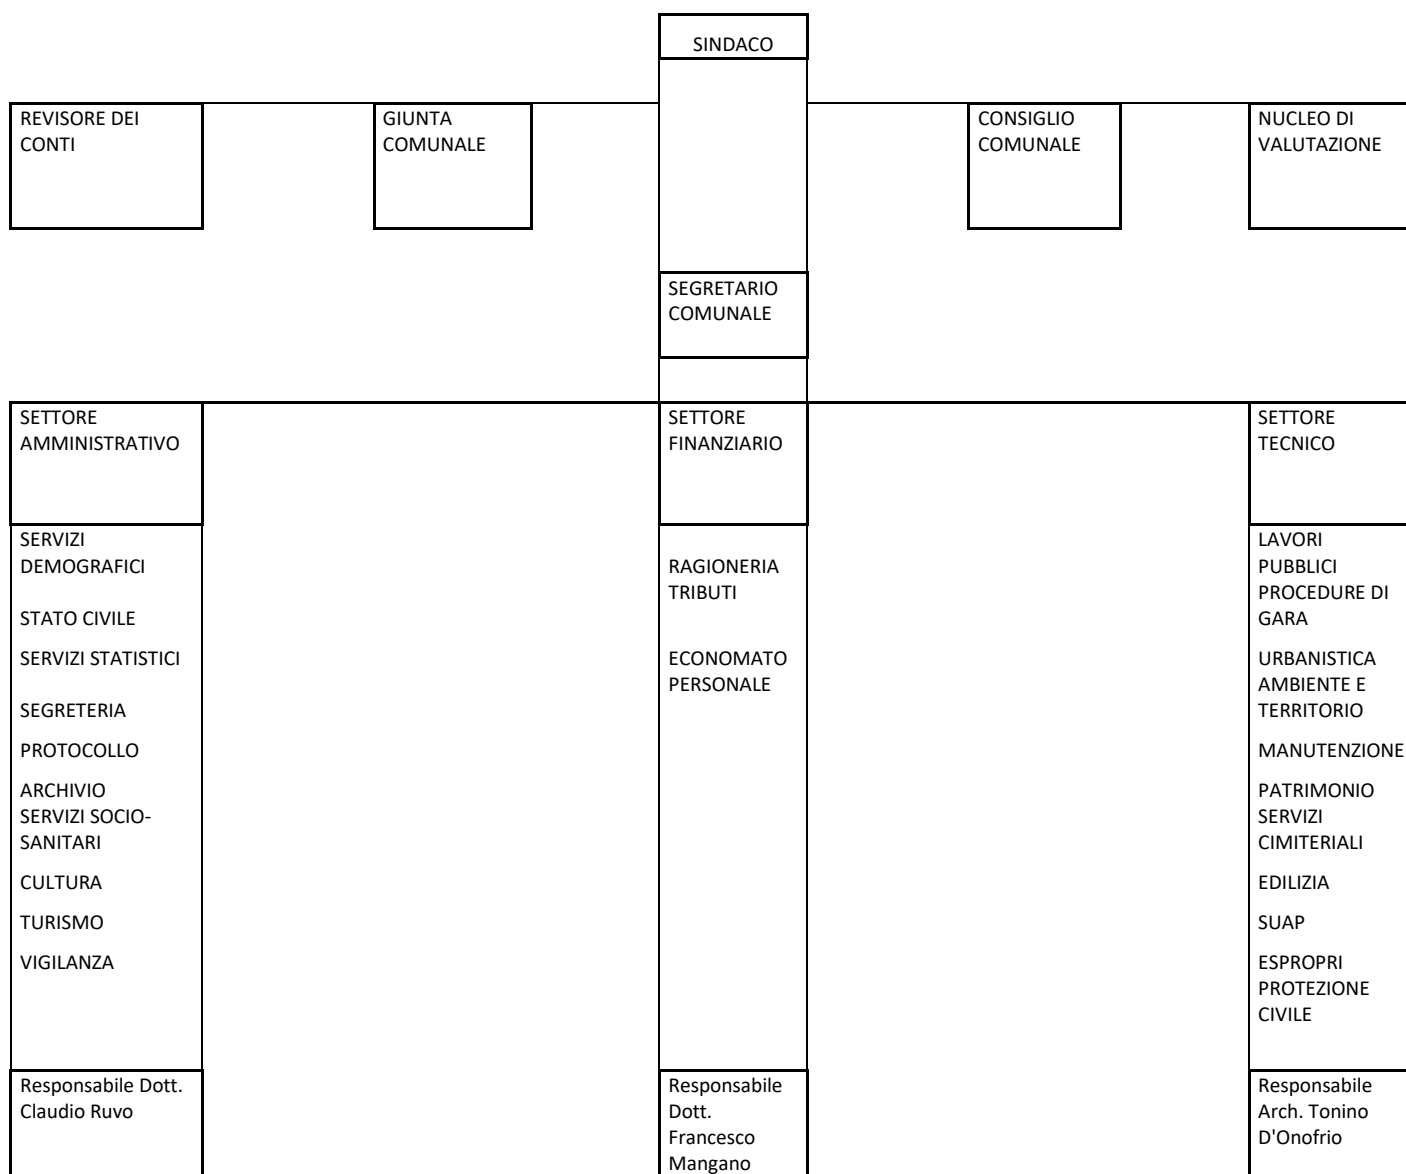 SINDACO
REVISORE DEI
CONTI
GIUNTA
COMUNALE
CONSIGLIO
COMUNALE
NUCLEO DI
VALUTAZIONE
SEGRETARIO
COMUNALE
SETTORE
AMMINISTRATIVO
SETTORE
FINANZIARIO
SETTORE
TECNICO
SERVIZI
DEMOGRAFICI
STATO CIVILE
SERVIZI STATISTICI
SEGRETERIA
PROTOCOLLO
ARCHIVIO
SERVIZI SOCIO-
SANITARI
CULTURA
TURISMO
VIGILANZA
RAGIONERIA
TRIBUTI
ECONOMATO
PERSONALE
LAVORI
PUBBLICI
PROCEDURE DI
GARA
URBANISTICA
AMBIENTE E
TERRITORIO
MANUTENZIONE
PATRIMONIO
SERVIZI
CIMITERIALI
EDILIZIA
SUAP
ESPROPRI
PROTEZIONE
CIVILE
Responsabile Dott.
Claudio Ruvo
Responsabile
Dott.
Francesco
Mangano
Responsabile
Arch. Tonino
D'Onofrio